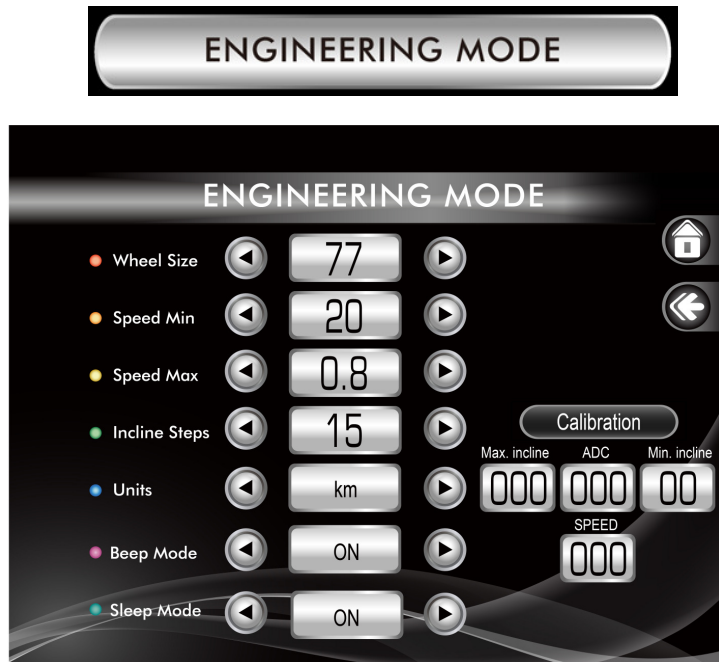 ENGINEERING MODE
ENGINEERING MODE
Wheel Size 77
Speed Min 20
Speed Max 0.8
Incline Steps 15
Units km
Beep Mode ON
Sleep Mode ON
Calibration
Max. incline ADC Min. incline
000 000 00
SPEED
000